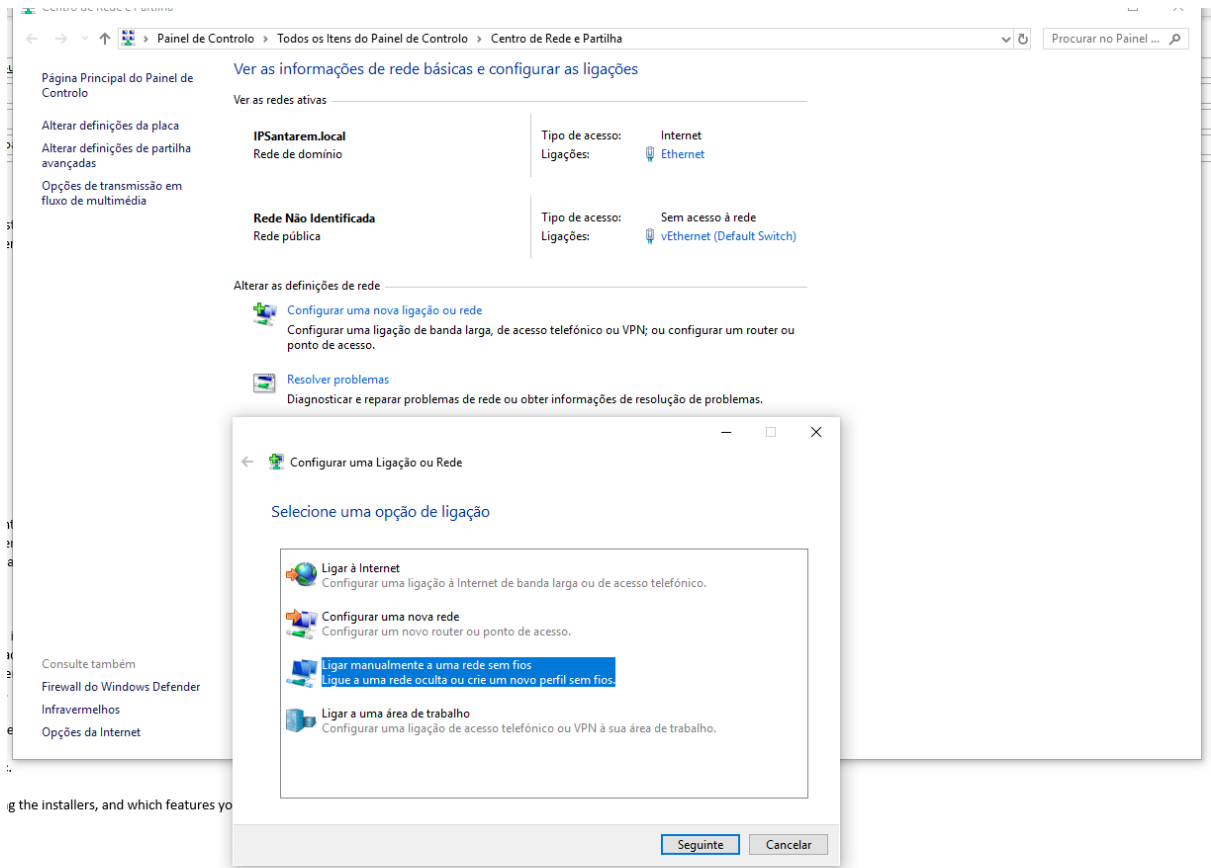 Centro de Rede e Partilha
Painel de Controlo > Todos os Itens do Painel de Controlo > Centro de Rede e Partilha
Procurar no Painel ...
Página Principal do Painel de
Controlo
Alterar definições da placa
Alterar definições de partilha
avançadas
Opções de transmissão em
fluxo de multimédia
Ver as informações de rede básicas e configurar as ligações
Ver as redes ativas
IPSantarem.local
Rede de domínio
Tipo de acesso: Internet
Ligações: Ethernet
Rede Não Identificada
Rede pública
Tipo de acesso: Sem acesso à rede
Ligações: vEthernet (Default Switch)
Alterar as definições de rede
Configurar uma nova ligação ou rede
Configurar uma ligação de banda larga, de acesso telefónico ou VPN; ou configurar um router ou
ponto de acesso.
Resolver problemas
Diagnosticar e reparar problemas de rede ou obter informações de resolução de problemas.
Consulte também
Firewall do Windows Defender
Infravermelhos
Opções da Internet
Configurar uma Ligação ou Rede
Selecione uma opção de ligação
Ligar à Internet
Configurar uma ligação à Internet de banda larga ou de acesso telefónico.
Configurar uma nova rede
Configurar um novo router ou ponto de acesso.
Ligar manualmente a uma rede sem fios
Ligue a uma rede oculta ou crie um novo perfil sem fios.
Ligar a uma área de trabalho
Configurar uma ligação de acesso telefónico ou VPN à sua área de trabalho.
Seguinte
Cancelar
the installers, and which features